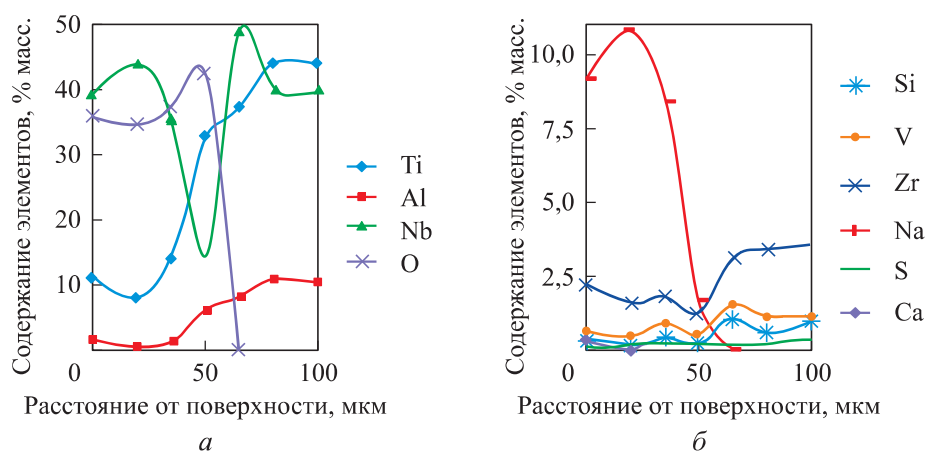 Содержание элементов, % масс.
50
40
30
20
10
0
50
100
Расстояние от поверхности, мкм
а
Ti
Al
Nb
O
Содержание элементов, % масс.
10,0
7,5
5,0
2,5
0
50
100
Расстояние от поверхности, мкм
б
Si
V
Zr
Na
S
Ca